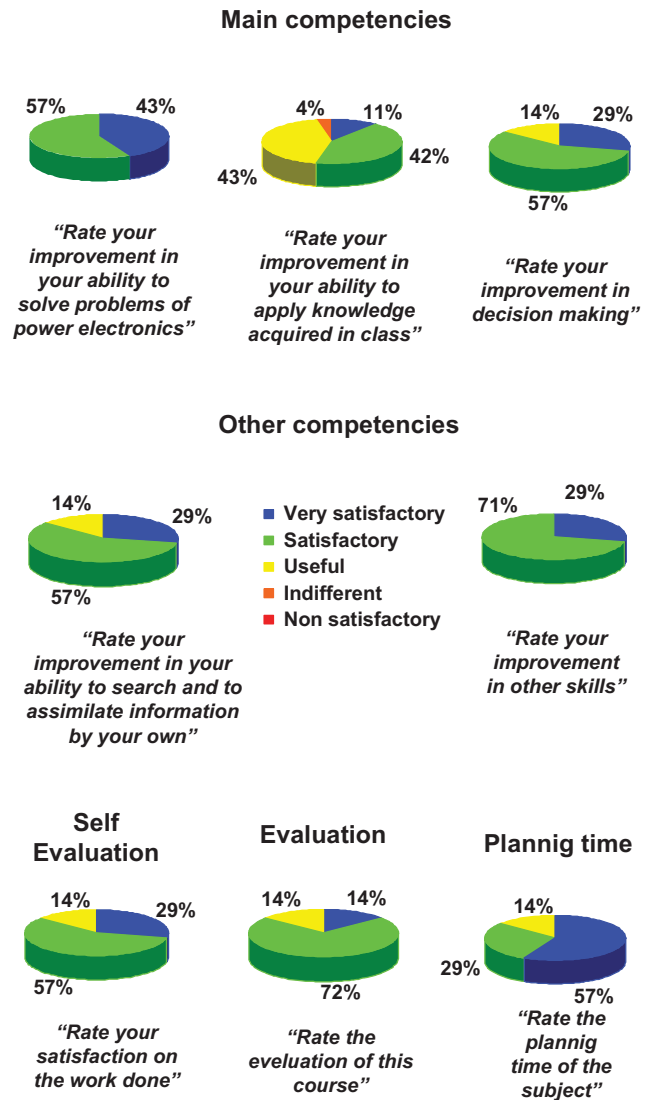 Main competencies
57%
43%
4%
11%
43%
42%
14%
29%
57%
“Rate your
improvement in
your ability to
solve problems of
power electronics”
“Rate your
improvement in
your ability to
apply knowledge
acquired in class”
“Rate your
improvement in
decision making”
Other competencies
14%
29%
57%
Very satisfactory
Satisfactory
Useful
Indifferent
Non satisfactory
71%
29%
“Rate your
improvement in your
ability to search and to
assimilate information
by your own”
“Rate your
improvement
in other skills”
Self
Evaluation
14%
29%
57%
“Rate your
satisfaction on
the work done”
Evaluation
14%
14%
72%
“Rate the
eveluation of this
course”
Plannig time
14%
29%
57%
“Rate the
plannig
time of the
subject”